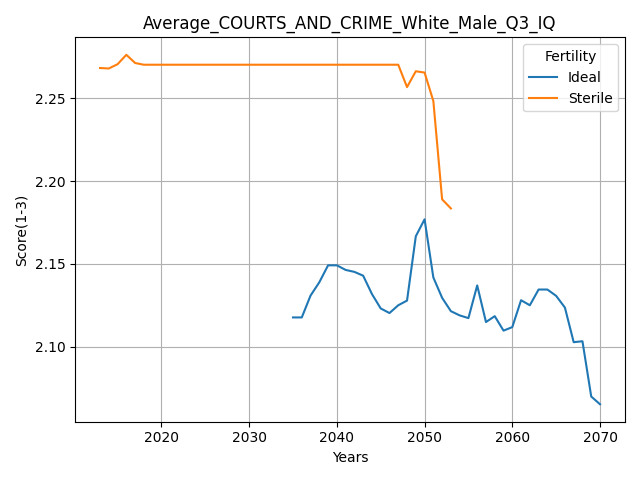 Average_COURTS_AND_CRIME_White_Male_Q3_IQ
Fertility
Ideal
Sterile
Score(1-3)
2.25
2.20
2.15
2.10
2020 2030 2040 2050 2060 2070
Years